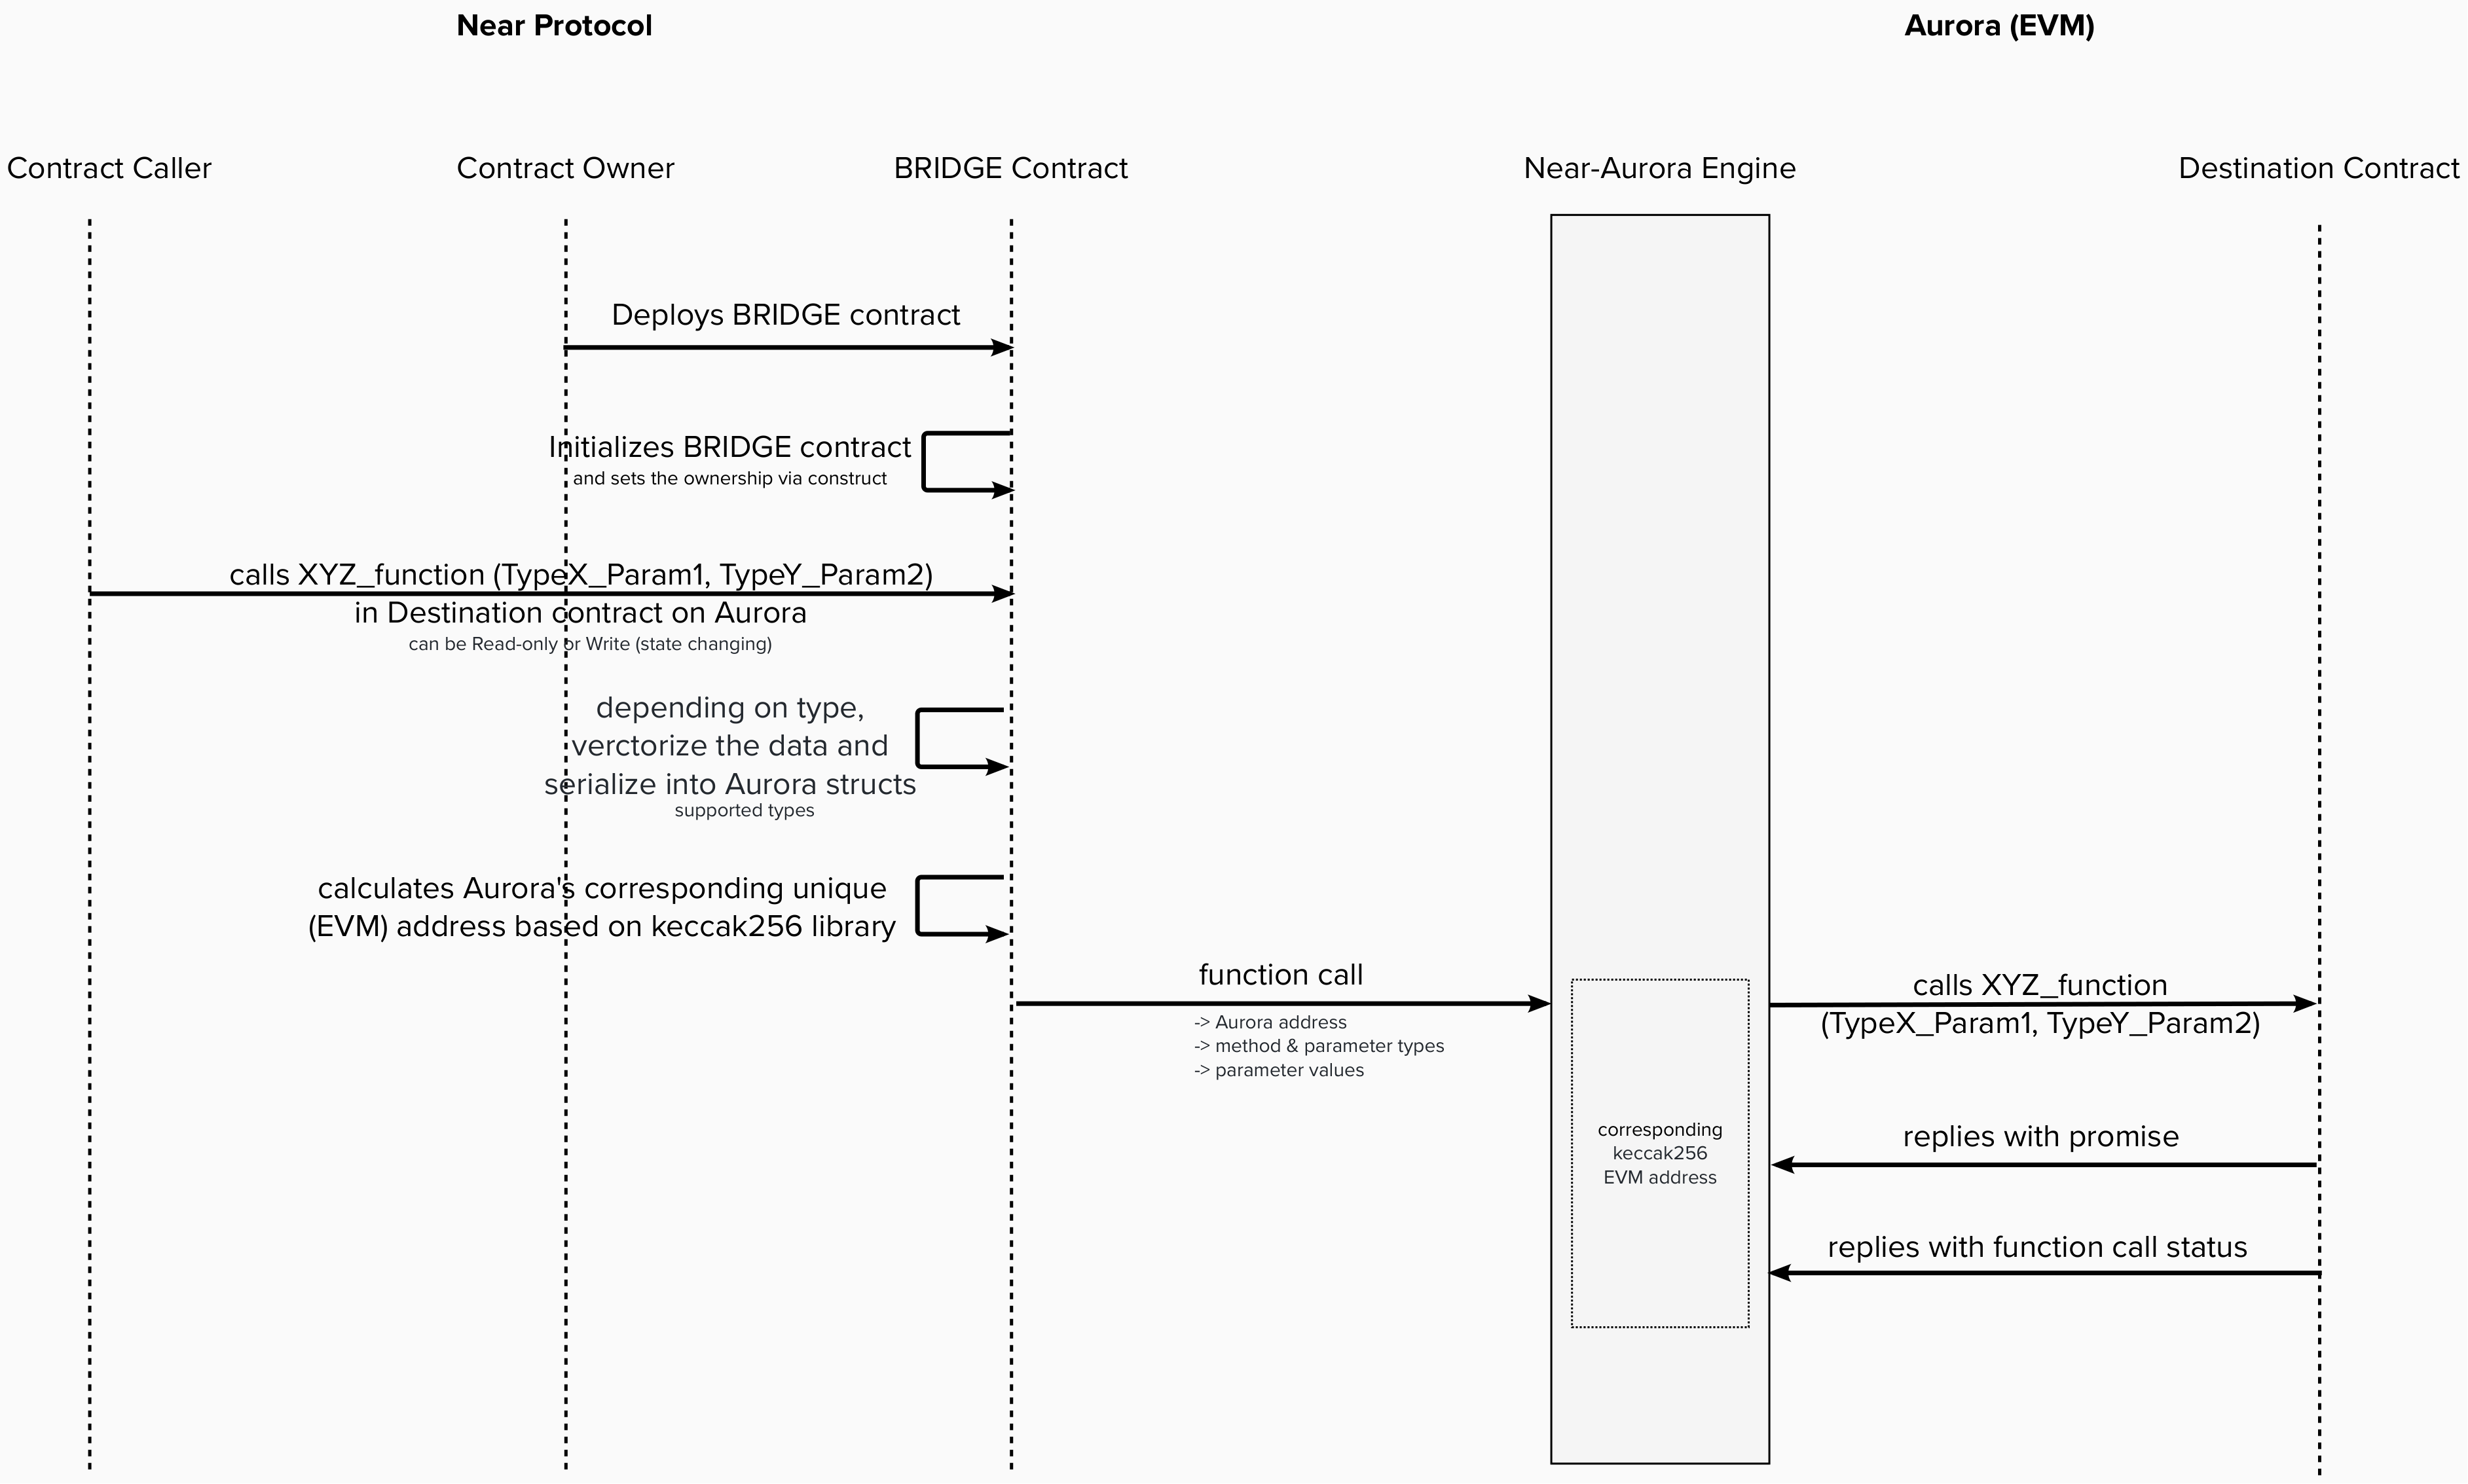 Near Protocol
Aurora (EVM)
Contract Caller
Contract Owner
BRIDGE Contract
Near-Aurora Engine
Destination Contract
Deploys BRIDGE contract
Initializes BRIDGE contract
and sets the ownership via construct
calls XYZ_function (TypeX_Param1, TypeY_Param2)
in Destination contract on Aurora
can be Read-only or Write (state changing)
depending on type,
verctorize the data and
serialize into Aurora structs
supported types
calculates Aurora's corresponding unique
(EVM) address based on keccak256 library
function call
-> Aurora address
-> method & parameter types
-> parameter values
calls XYZ_function
(TypeX_Param1, TypeY_Param2)
corresponding
keccak256
EVM address
replies with promise
replies with function call status